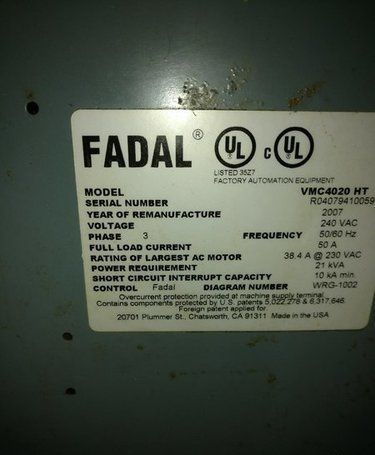 FADAL® UL C UL
LISTED 35Z7
FACTORY AUTOMATION EQUIPMENT
MODEL VMC4020 HT
SERIAL NUMBER R04079410059
YEAR OF REMANUFACTURE 2007
VOLTAGE 240 VAC
PHASE 3 FREQUENCY 50/60 Hz
FULL LOAD CURRENT 50 A
RATING OF LARGEST AC MOTOR 38.4 A @ 230 VAC
POWER REQUIREMENT 21 kVA
SHORT CIRCUIT INTERRUPT CAPACITY 10 kA min.
CONTROL Fadal DIAGRAM NUMBER WRG-1002
Overcurrent protection provided at machine supply terminal.
Contains components protected by U.S. patents 5,022,278 & 6,317,646.
Foreign patent applied for.
20701 Plummer St., Chatsworth, CA 91311 Made in the USA